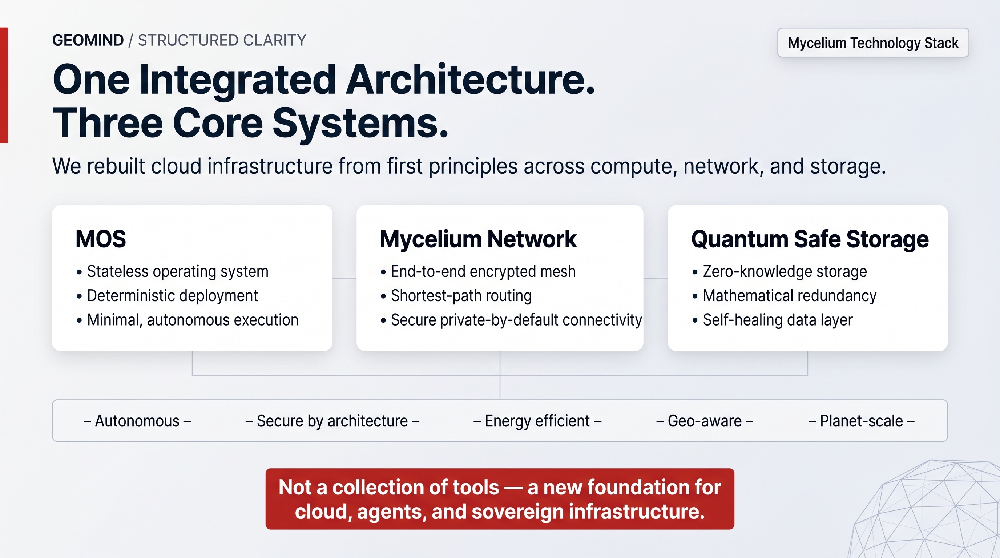 GEOMIND / STRUCTURED CLARITY
Mycelium Technology Stack
One Integrated Architecture.
Three Core Systems.
We rebuilt cloud infrastructure from first principles across compute, network, and storage.
MOS
• Stateless operating system
• Deterministic deployment
• Minimal, autonomous execution
Mycelium Network
• End-to-end encrypted mesh
• Shortest-path routing
• Secure private-by-default connectivity
Quantum Safe Storage
• Zero-knowledge storage
• Mathematical redundancy
• Self-healing data layer
– Autonomous – – Secure by architecture – – Energy efficient – – Geo-aware – – Planet-scale –
Not a collection of tools — a new foundation for
cloud, agents, and sovereign infrastructure.